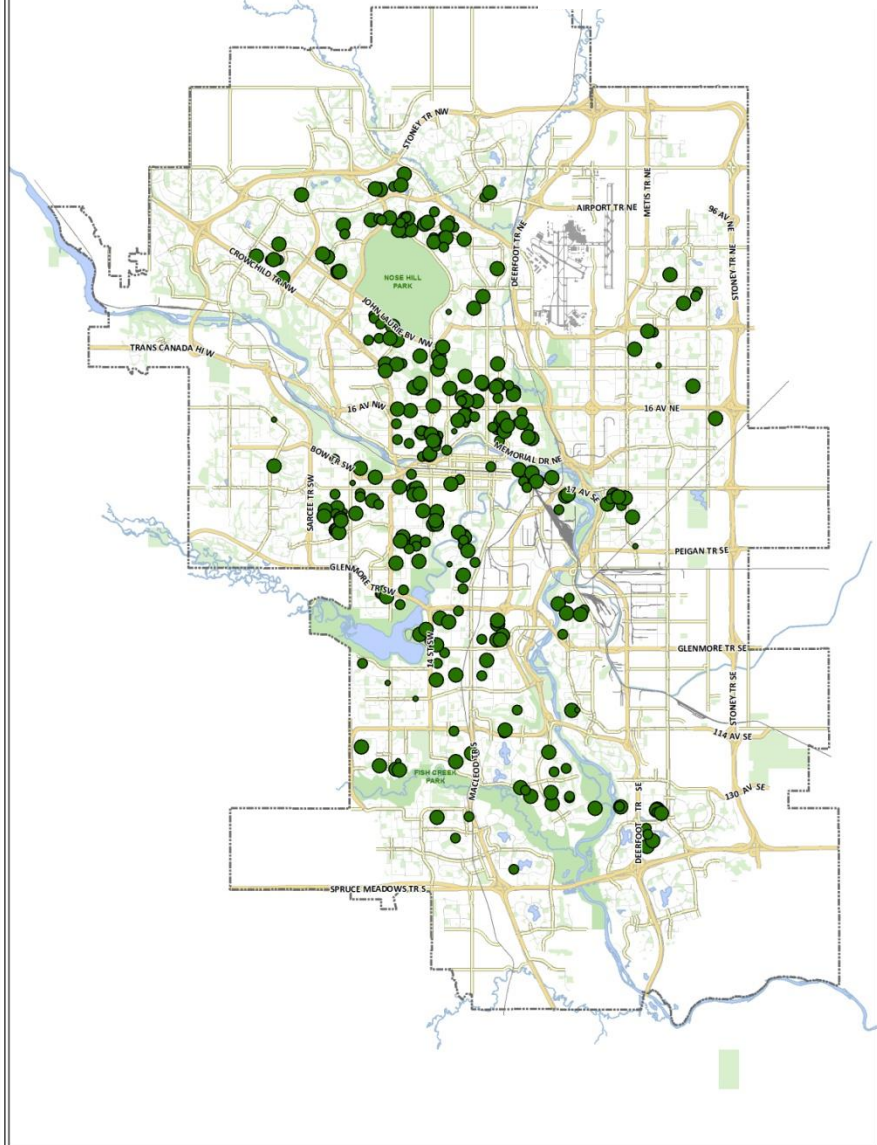 STONEY TR NW
METIS TR NE
AIRPORT TR NE
96 AV NE
DEERFOOT TR NE
STONEY TR NE
CROWCHILD TR NW
NOSE HILL
PARK
JOHN LAURIE BV NW
TRANS CANADA HI W
16 AV NW
16 AV NE
MEMORIAL DR NE
BOW TR SW
SARCEE TR SW
17 AV SE
PEIGAN TR SE
GLENMORE TR SW
14 ST SW
GLENMORE TR SE
STONEY TR SE
114 AV SE
MACLEOD TR S
FISH CREEK
PARK
130 AV SE
DEERFOOT TR SE
SPRUCE MEADOWS TR S